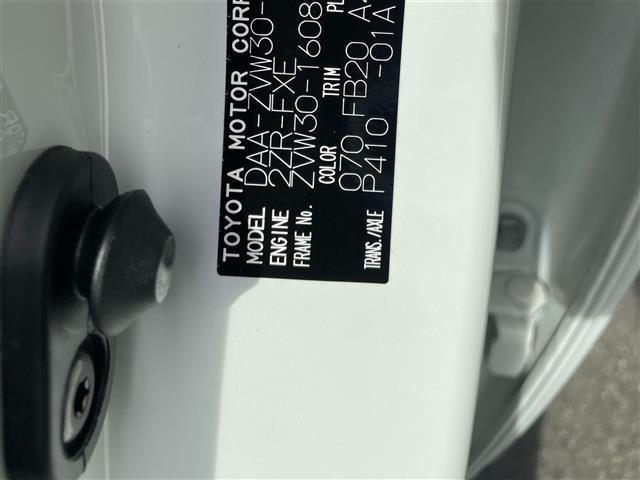 TOYOTA MOTOR CORP
MODEL DAA-ZVW30-
ENGINE 2ZR-FXE
FRAME No. ZVW30-1608
COLOR TRIM PL
070 FB20 A
TRANS./AXLE P410 -01A